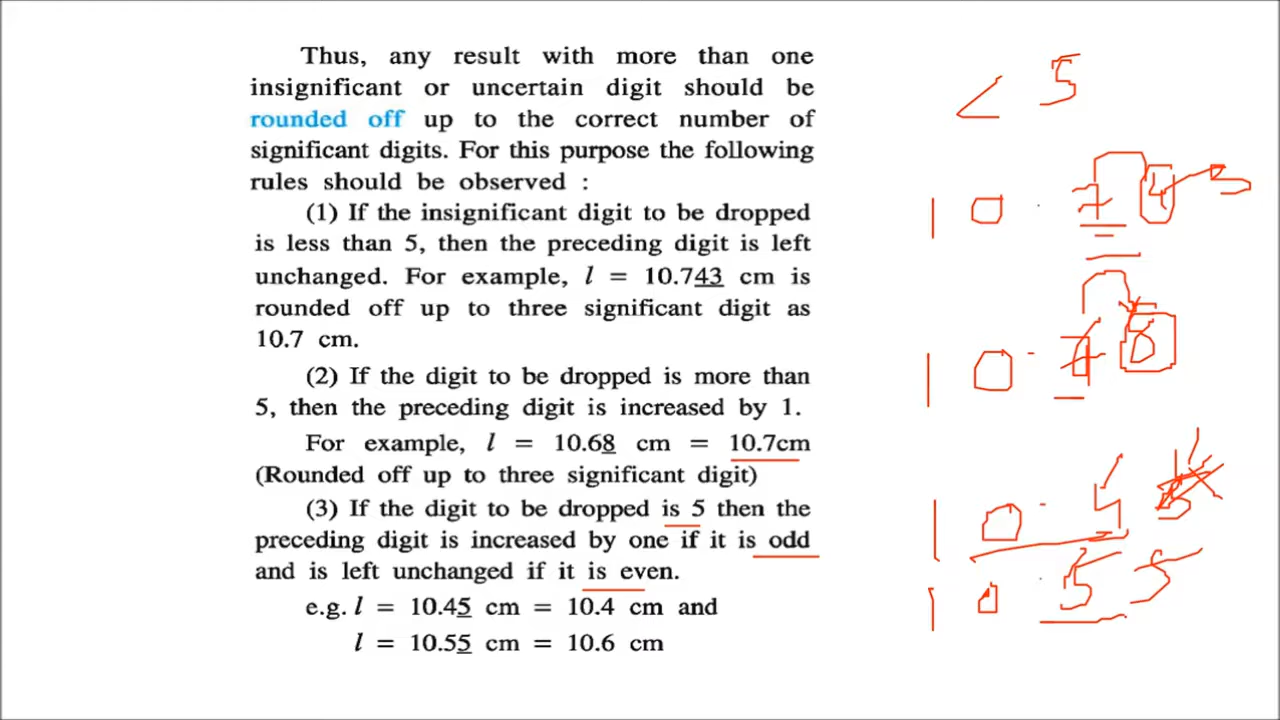 Thus, any result with more than one
insignificant or uncertain digit should be
rounded off up to the correct number of
significant digits. For this purpose the following
rules should be observed :
(1) If the insignificant digit to be dropped
is less than 5, then the preceding digit is left
unchanged. For example, l = 10.743 cm is
rounded off up to three significant digit as
10.7 cm.
(2) If the digit to be dropped is more than
5, then the preceding digit is increased by 1.
For example, l = 10.68 cm = 10.7cm
(Rounded off up to three significant digit)
(3) If the digit to be dropped is 5 then the
preceding digit is increased by one if it is odd
and is left unchanged if it is even.
e.g. l = 10.45 cm = 10.4 cm and
l = 10.55 cm = 10.6 cm
< 5
10.74
10.
10.4
10.55